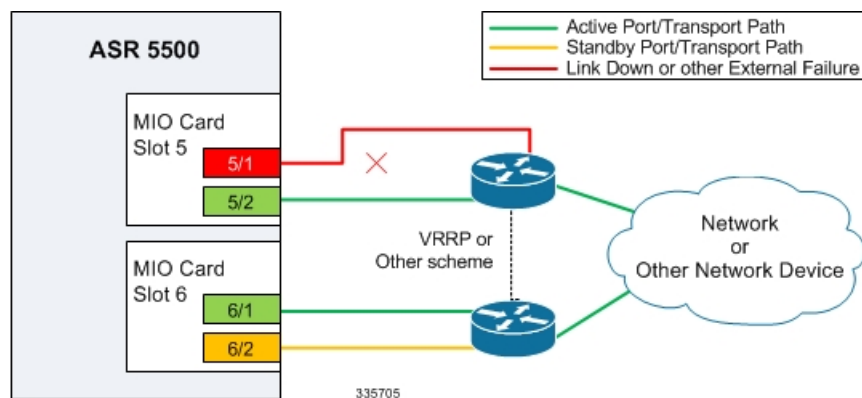 ASR 5500
Active Port/Transport Path
Standby Port/Transport Path
Link Down or other External Failure
MIO Card
Slot 5
5/1
5/2
VRRP or
Other scheme
Network
or
Other Network Device
MIO Card
Slot 6
6/1
6/2
335705